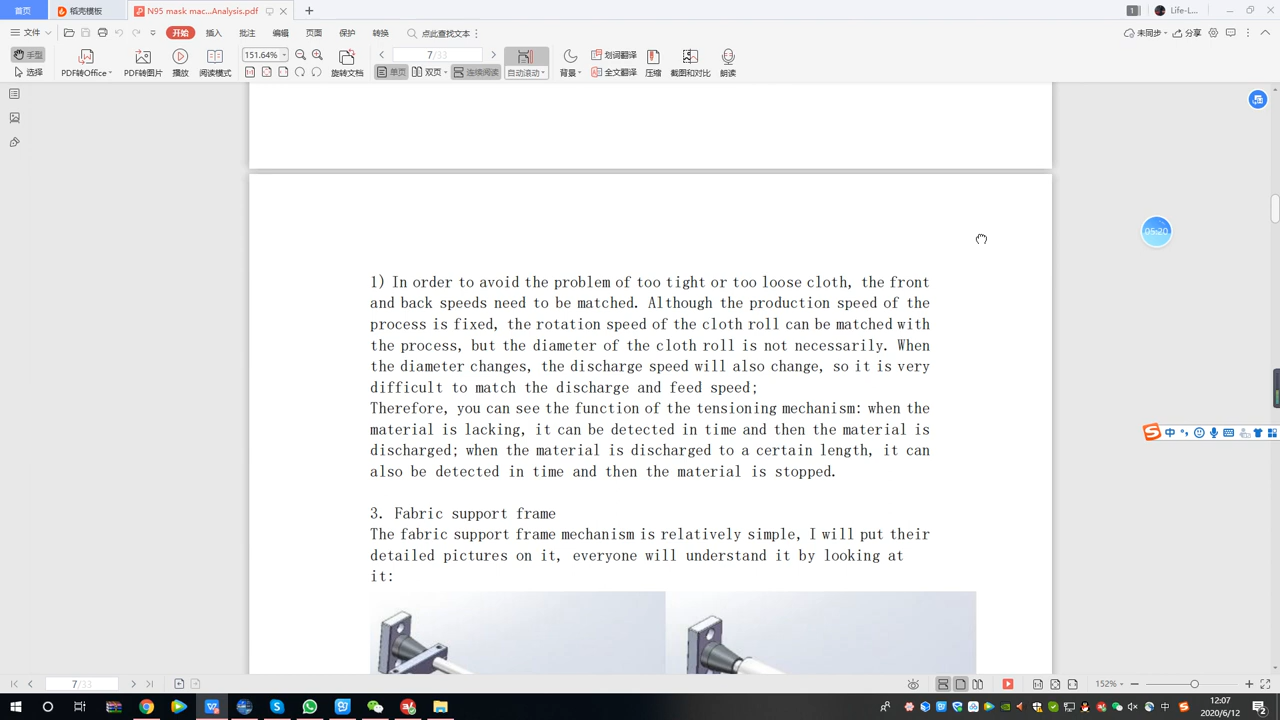 首页
稻壳模板
N95 mask mac...Analysis.pdf
1
Life-L...
文件
开始
插入
批注
编辑
页面
保护
转换
点此查找文本
未同步
分享
手型
选择
PDF转Office
PDF转图片
播放
阅读模式
151.64%
旋转文档
7/33
单页
双页
连续阅读
自动滚动
背景
划词翻译
全文翻译
压缩
截图和对比
朗读
05:20
1) In order to avoid the problem of too tight or too loose cloth, the front
and back speeds need to be matched. Although the production speed of the
process is fixed, the rotation speed of the cloth roll can be matched with
the process, but the diameter of the cloth roll is not necessarily. When
the diameter changes, the discharge speed will also change, so it is very
difficult to match the discharge and feed speed;
Therefore, you can see the function of the tensioning mechanism: when the
material is lacking, it can be detected in time and then the material is
discharged; when the material is discharged to a certain length, it can
also be detected in time and then the material is stopped.
3. Fabric support frame
The fabric support frame mechanism is relatively simple, I will put their
detailed pictures on it, everyone will understand it by looking at
it:
中
7/33
152%
中
12:07
2020/6/12
2